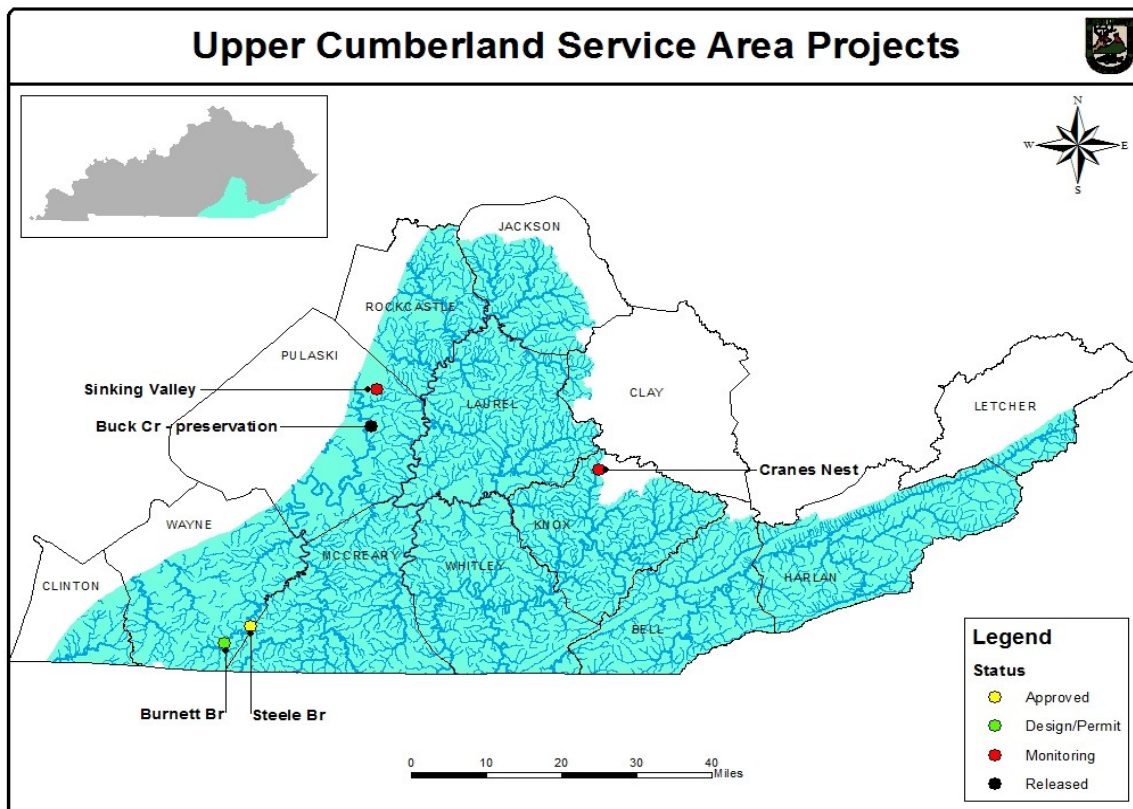 Upper Cumberland Service Area Projects
N
W E
S
JACKSON
ROCKCASTLE
PULASKI
Sinking Valley
CLAY
LAUREL
LETCHER
Buck Cr - preservation
Cranes Nest
WAYNE
KNOX
MCCREARY
WHITLEY
HARLAN
CLINTON
BELL
Burnett Br
Steele Br
Legend
Status
Approved
Design/Permit
Monitoring
Released
0 10 20 30 40
Miles